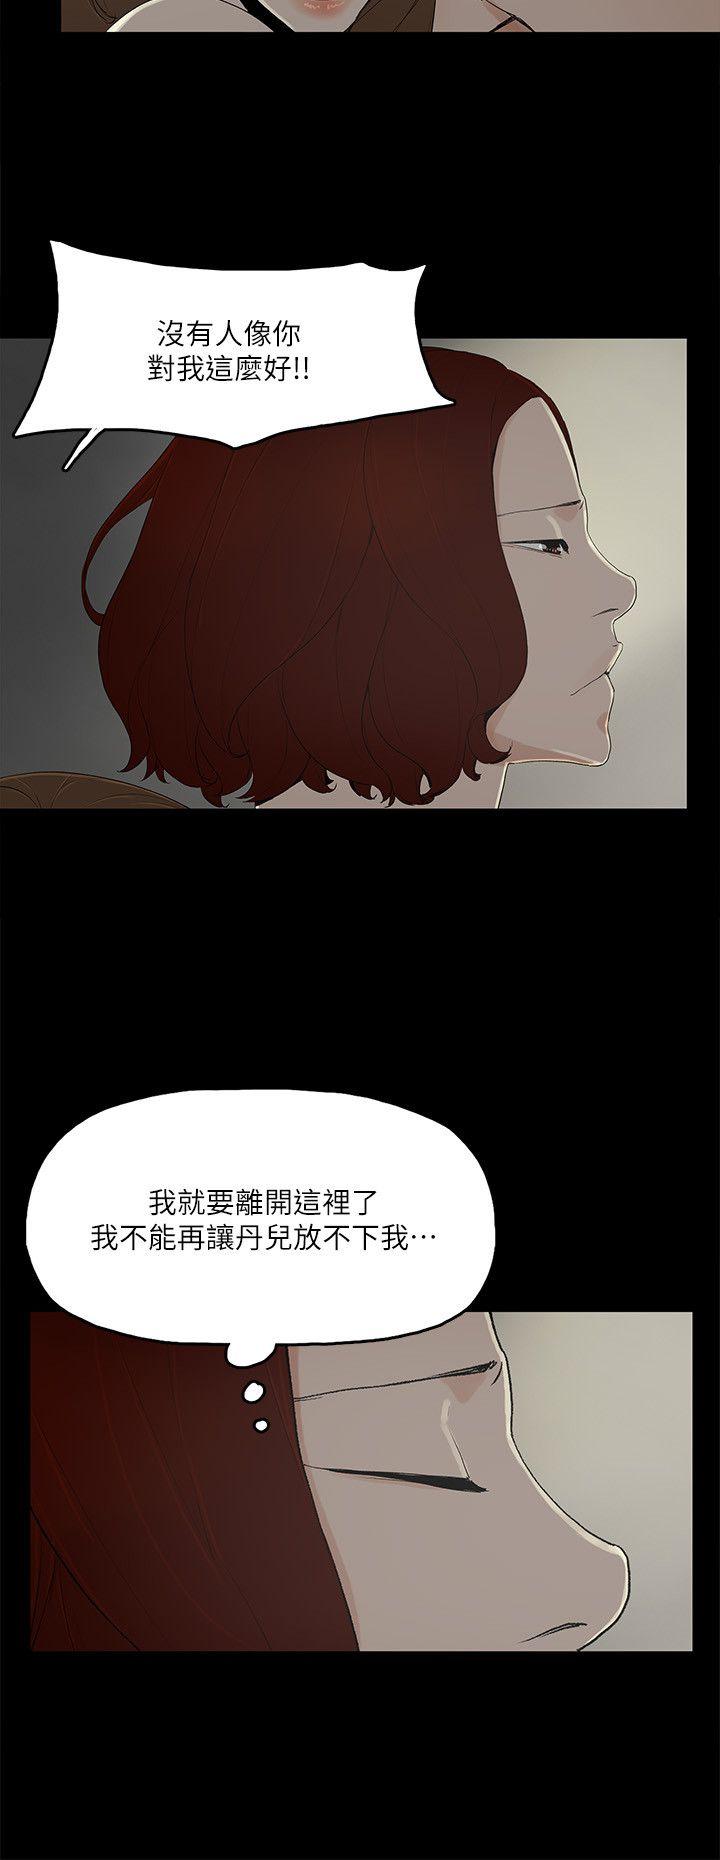 沒有人像你
對我這麼好!!
我就要離開這裡了
我不能再讓丹兒放不下我…